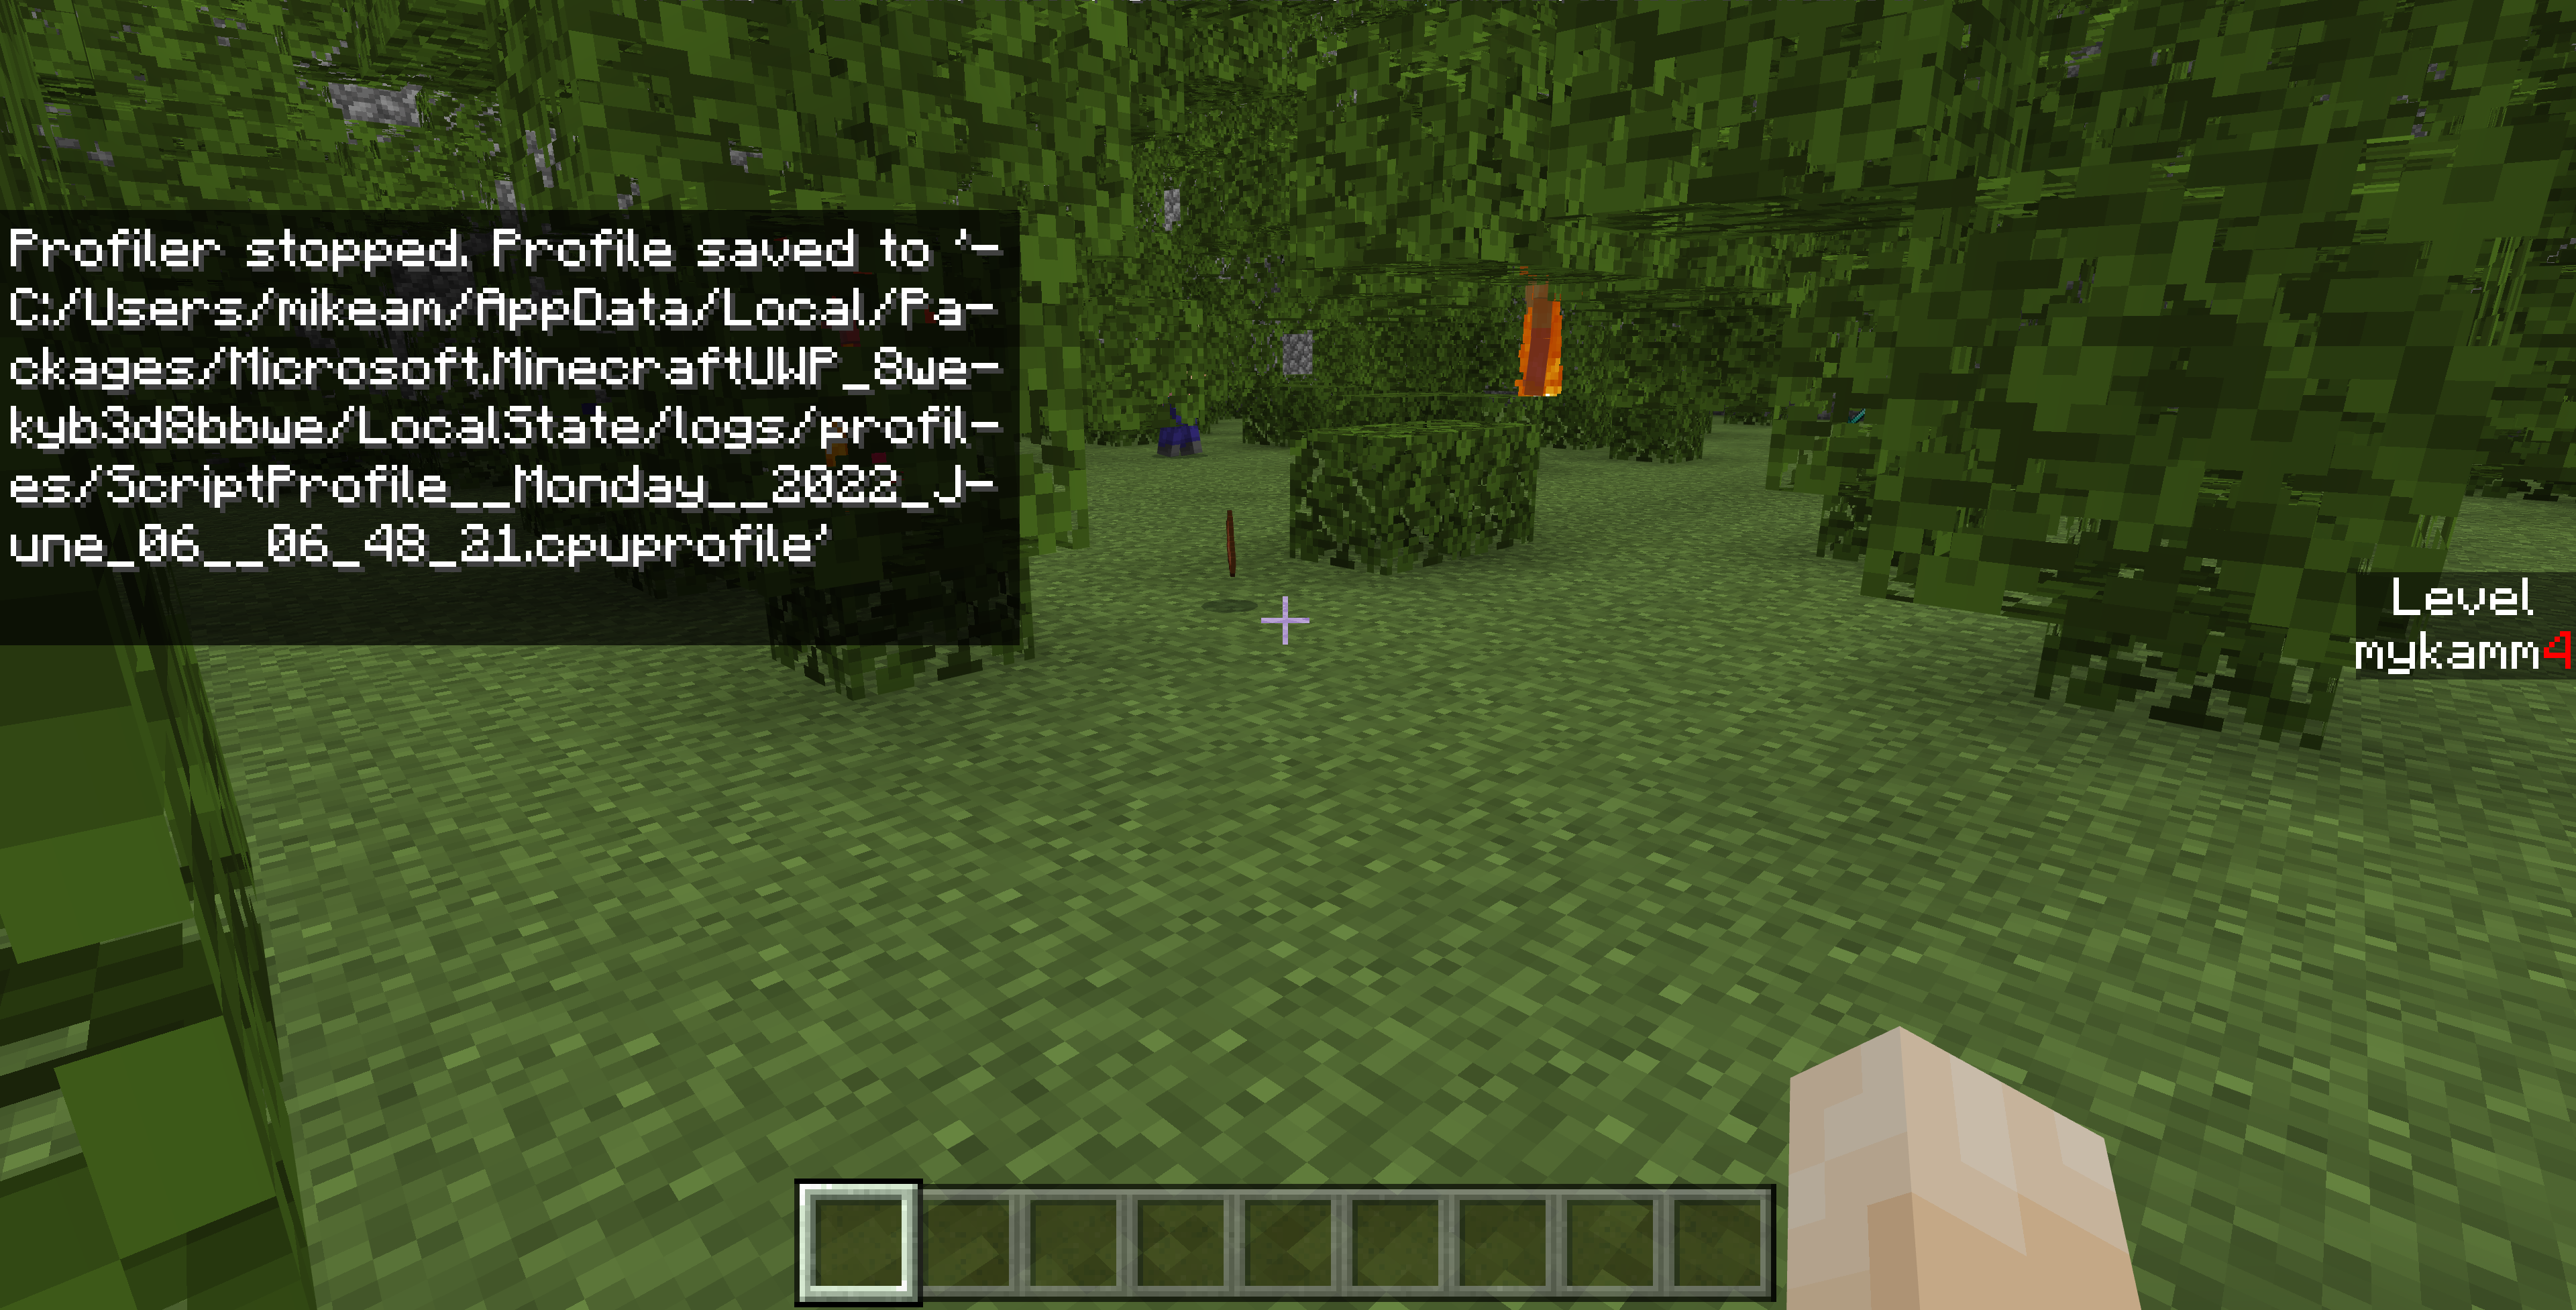 Profiler stopped. Profile saved to '-
C:/Users/mikeam/AppData/Local/Pa-
ckages/Microsoft.MinecraftUWP_8we-
kyb3d8bbwe/LocalState/logs/profil-
es/ScriptProfile__Monday__2022_J-
une_06__06_48_21.cpuprofile'
Level
mykamm4